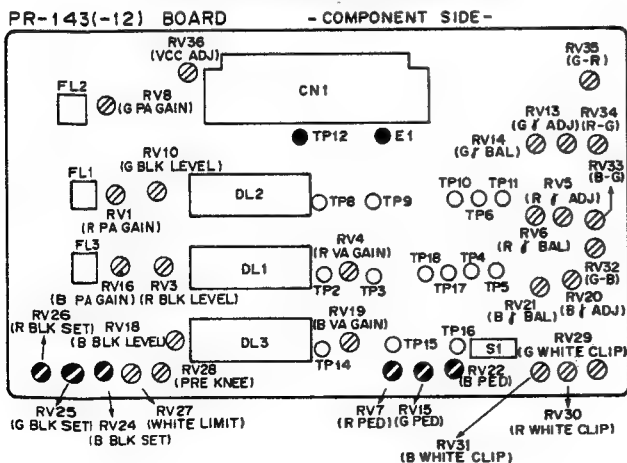 PR-143(-12) BOARD -COMPONENT SIDE-
RV36
(VCC ADJ)
RV35
(G-R)
FL2
RV8
(G PA GAIN)
CN1
RV13
(G γ ADJ)
RV34
(R-G)
TP12
E1
RV14
(G γ BAL)
RV33
(B-G)
RV10
(G BLK LEVEL)
FL1
DL2
TP8
TP9
TP10
TP11
TP6
RV5
(R γ ADJ)
RV1
(R PA GAIN)
RV6
(R γ BAL)
FL3
DL1
RV4
(R VA GAIN)
TP2
TP3
TP18
TP4
TP17
TP5
RV32
(G-B)
RV16
(B PA GAIN)
RV3
(R BLK LEVEL)
RV26
(R BLK SET)
RV18
(B BLK LEVEL)
RV19
(B VA GAIN)
RV21
(B γ BAL)
RV20
(B γ ADJ)
DL3
TP14
TP15
TP16
S1
RV29
(G WHITE CLIP)
RV28
(PRE KNEE)
RV22
(B PED)
RV25
(G BLK SET)
RV24
(B BLK SET)
RV27
(WHITE LIMIT)
RV7
(R PED)
RV15
(G PED)
RV31
(B WHITE CLIP)
RV30
(R WHITE CLIP)